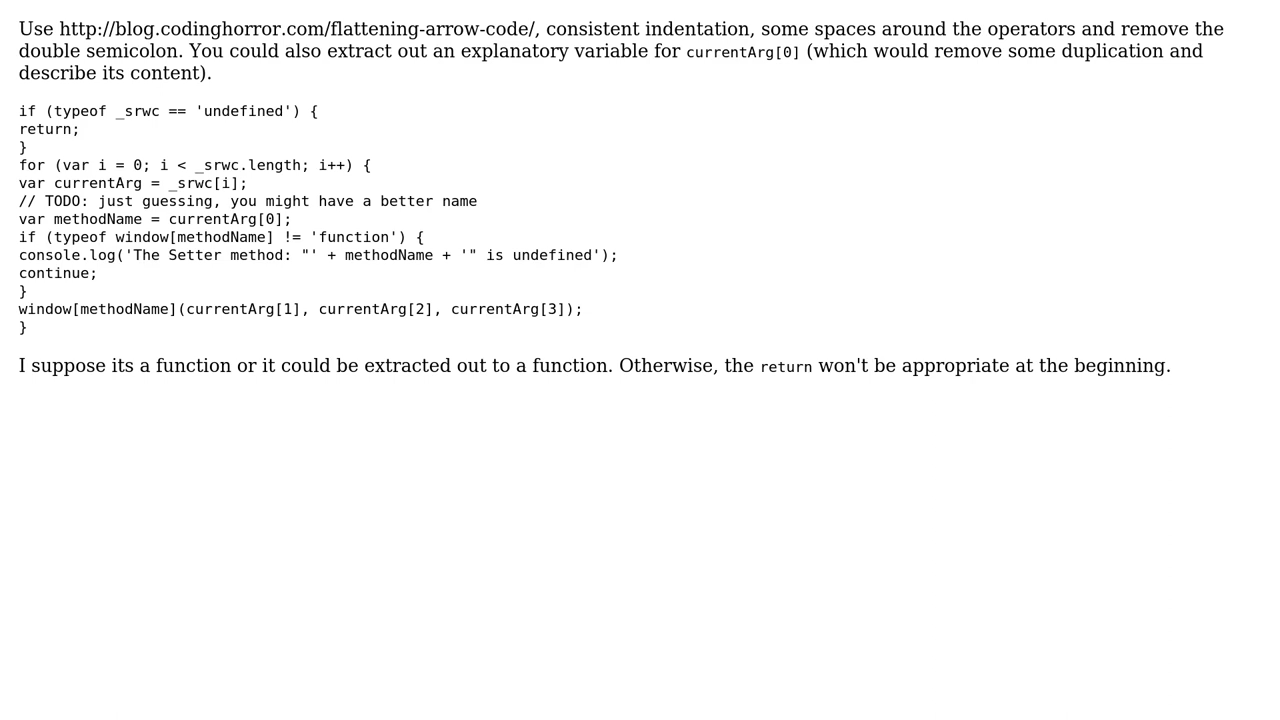 Use http://blog.codinghorror.com/flattening-arrow-code/, consistent indentation, some spaces around the operators and remove the
double semicolon. You could also extract out an explanatory variable for currentArg[0] (which would remove some duplication and
describe its content).
if (typeof _srwc == 'undefined') {
return;
}
for (var i = 0; i < _srwc.length; i++) {
var currentArg = _srwc[i];
// TODO: just guessing, you might have a better name
var methodName = currentArg[0];
if (typeof window[methodName] != 'function') {
console.log('The Setter method: "' + methodName + '" is undefined');
continue;
}
window[methodName](currentArg[1], currentArg[2], currentArg[3]);
}
I suppose its a function or it could be extracted out to a function. Otherwise, the return won't be appropriate at the beginning.